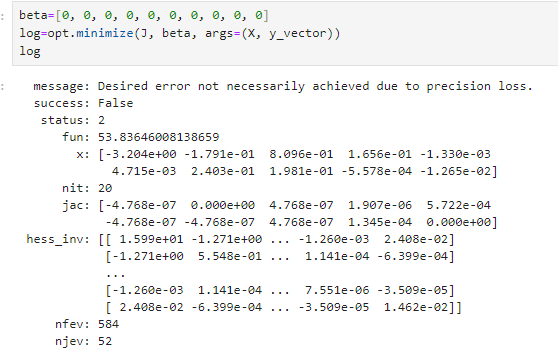 : beta=[0, 0, 0, 0, 0, 0, 0, 0, 0, 0]
log=opt.minimize(J, beta, args=(X, y_vector))
log
: message: Desired error not necessarily achieved due to precision loss.
success: False
status: 2
fun: 53.83646008138659
x: [-3.204e+00 -1.791e-01 8.096e-01 1.656e-01 -1.330e-03
4.715e-03 2.403e-01 1.981e-01 -5.578e-04 -1.265e-02]
nit: 20
jac: [-4.768e-07 0.000e+00 4.768e-07 1.907e-06 5.722e-04
-4.768e-07 -4.768e-07 4.768e-07 1.345e-04 0.000e+00]
hess_inv: [[ 1.599e+01 -1.271e+00 ... -1.260e-03 2.408e-02]
[-1.271e+00 5.548e-01 ... 1.141e-04 -6.399e-04]
...
[-1.260e-03 1.141e-04 ... 7.551e-06 -3.509e-05]
[ 2.408e-02 -6.399e-04 ... -3.509e-05 1.462e-02]]
nfev: 584
njev: 52